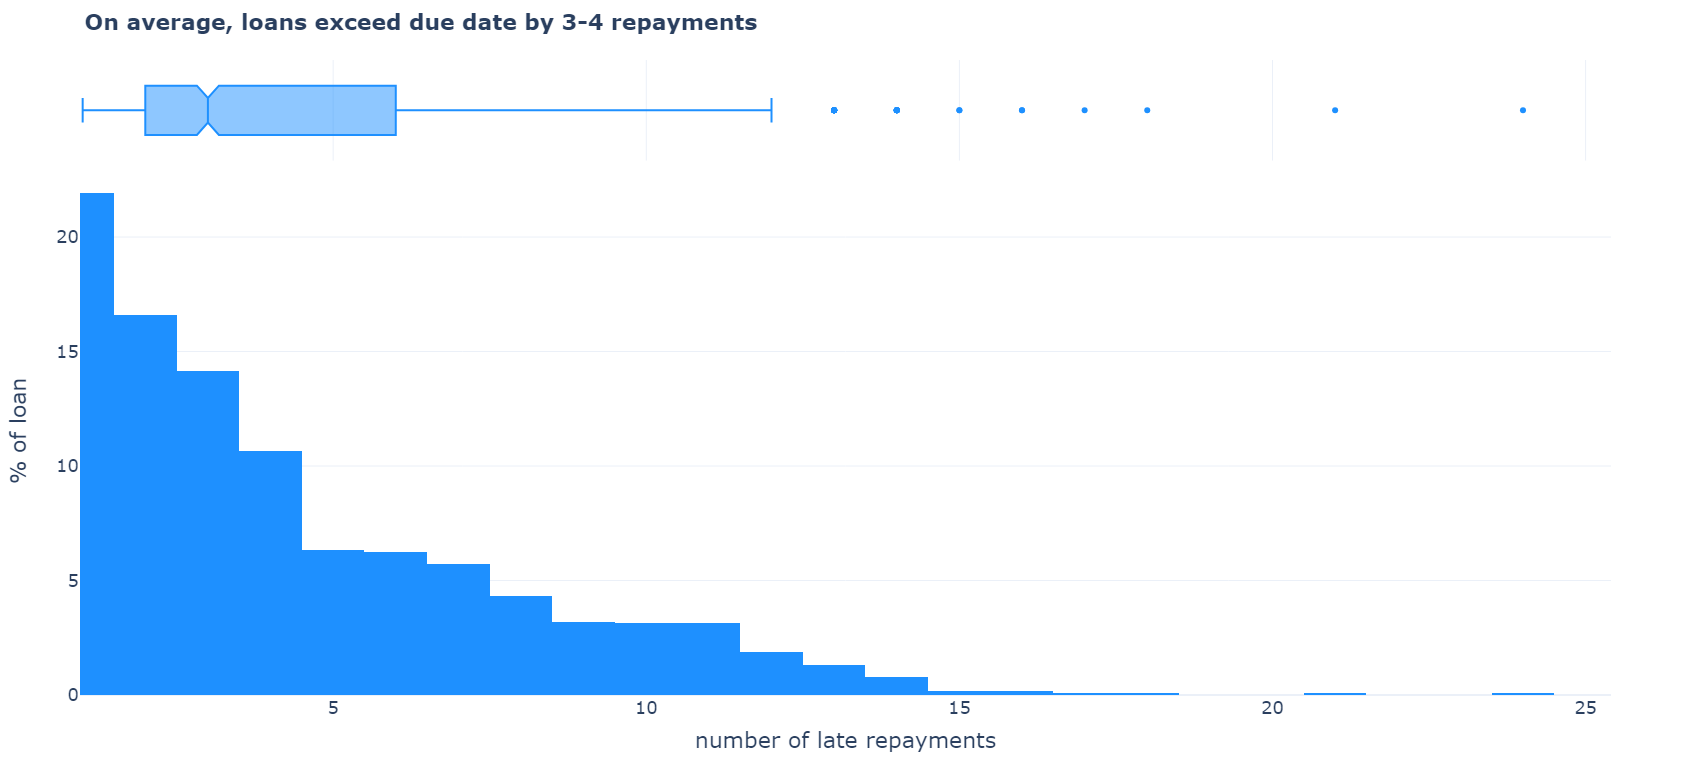 On average, loans exceed due date by 3-4 repayments
20
15
10
5
0
% of loan
5 10 15 20 25
number of late repayments